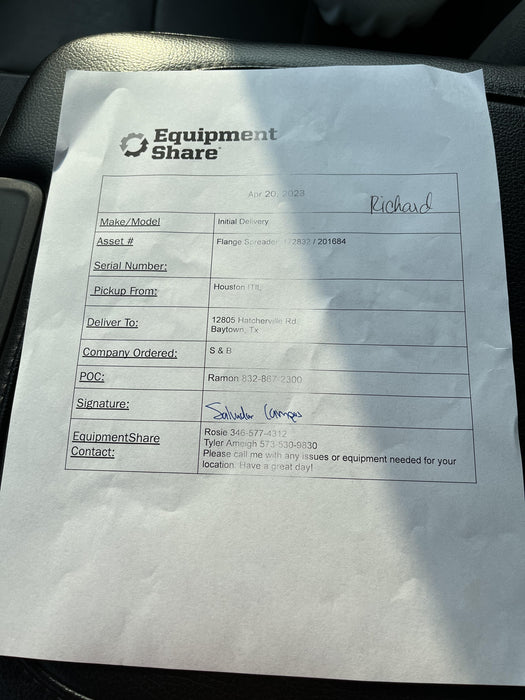 Equipment
Share
Apr 20, 2023
Richard
Make/Model
Initial Delivery
Asset #
Flange Spreader / 201684
Serial Number:
Pickup From:
Houston
Deliver To:
12805 Hatcherville Rd
Baytown, Tx
Company Ordered:
S & B
POC:
Ramon 832-867-2300
Signature:
Salvador Campos
EquipmentShare
Contact:
Rosie 346-577-4312
Tyler Ameigh 573-530-9830
Please call me with any issues or equipment needed for your
location. Have a great day!